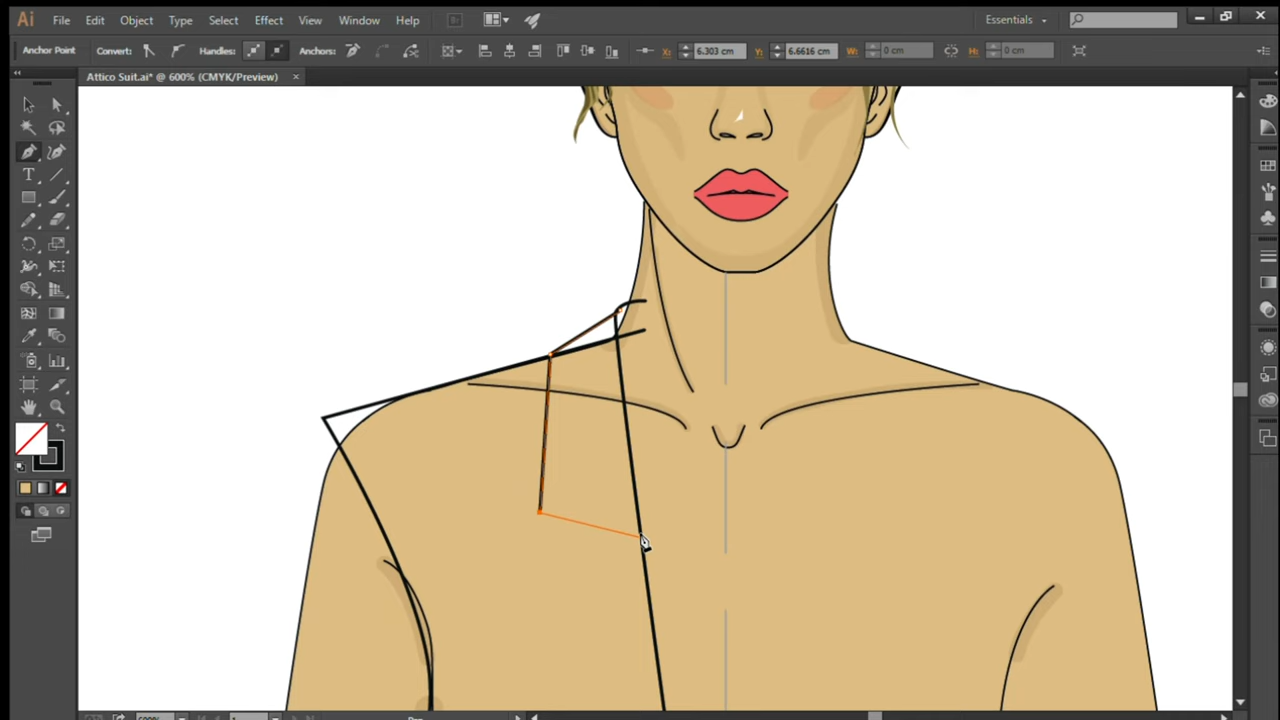 Ai File Edit Object Type Select Effect View Window Help Br Essentials
Anchor Point Convert: Handles: Anchors: X: 6.303 cm Y: 6.6616 cm W: 0 cm H: 0 cm
Attico Suit.ai* @ 600% (CMYK/Preview) ×
T